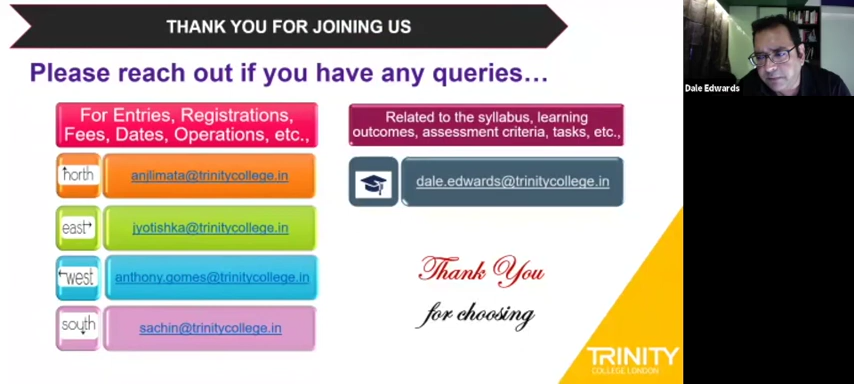 THANK YOU FOR JOINING US
Please reach out if you have any queries…
For Entries, Registrations,
Fees, Dates, Operations, etc.,
north
anjlimata@trinitycollege.in
east
jyotishka@trinitycollege.in
west
anthony.gomes@trinitycollege.in
south
sachin@trinitycollege.in
Related to the syllabus, learning
outcomes, assessment criteria, tasks, etc.,
dale.edwards@trinitycollege.in
Thank You
for choosing
TRINITY
COLLEGE LONDON
Dale Edwards